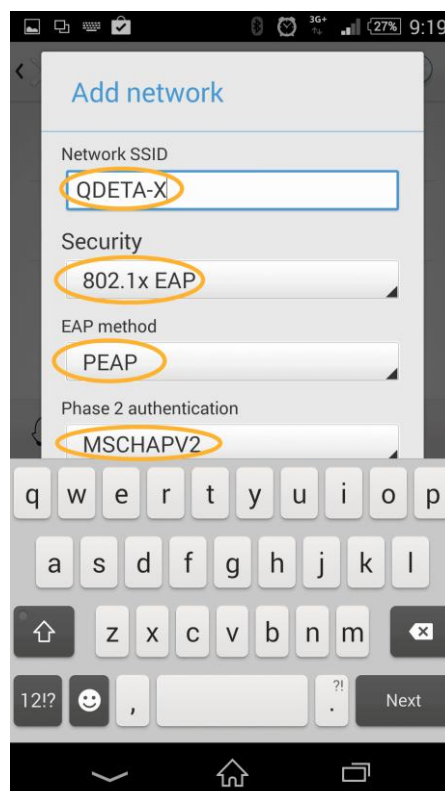 3G+
27% 9:19
Add network
Network SSID
QDETA-X
Security
802.1x EAP
EAP method
PEAP
Phase 2 authentication
MSCHAPV2
q w e r t y u i o p
a s d f g h j k l
z x c v b n m
12!? , ?! . Next